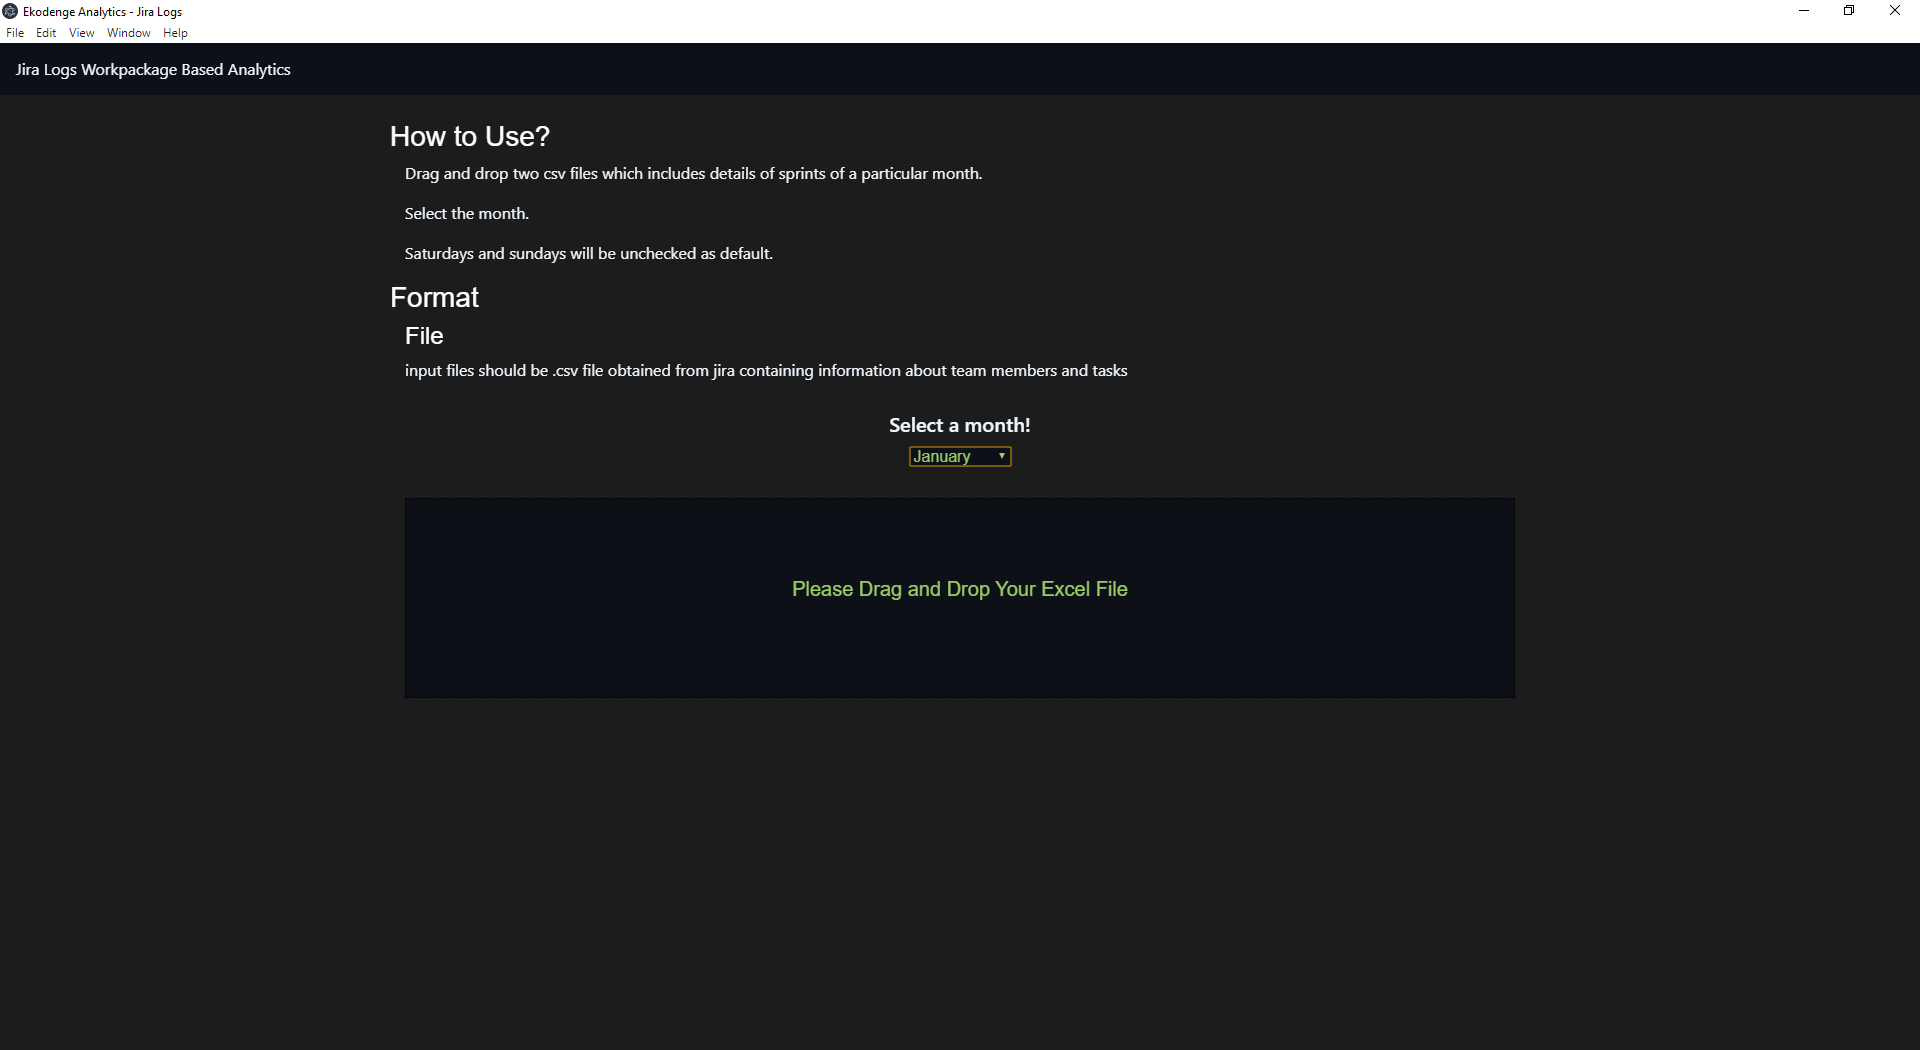 Ekodenge Analytics - Jira Logs
File Edit View Window Help
Jira Logs Workpackage Based Analytics
How to Use?
Drag and drop two csv files which includes details of sprints of a particular month.
Select the month.
Saturdays and sundays will be unchecked as default.
Format
File
input files should be .csv file obtained from jira containing information about team members and tasks
Select a month!
January
Please Drag and Drop Your Excel File